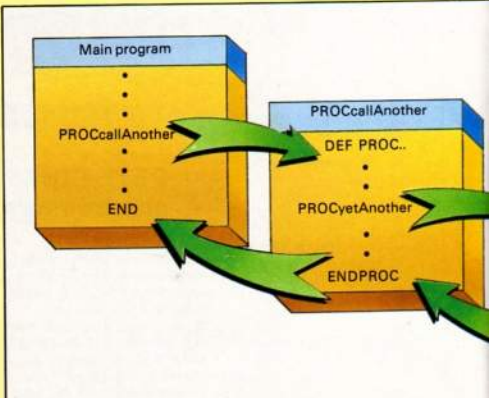 Main program
PROCcallAnother
END
PROCcallAnother
DEF PROC..
PROCyetAnother
ENDPROC